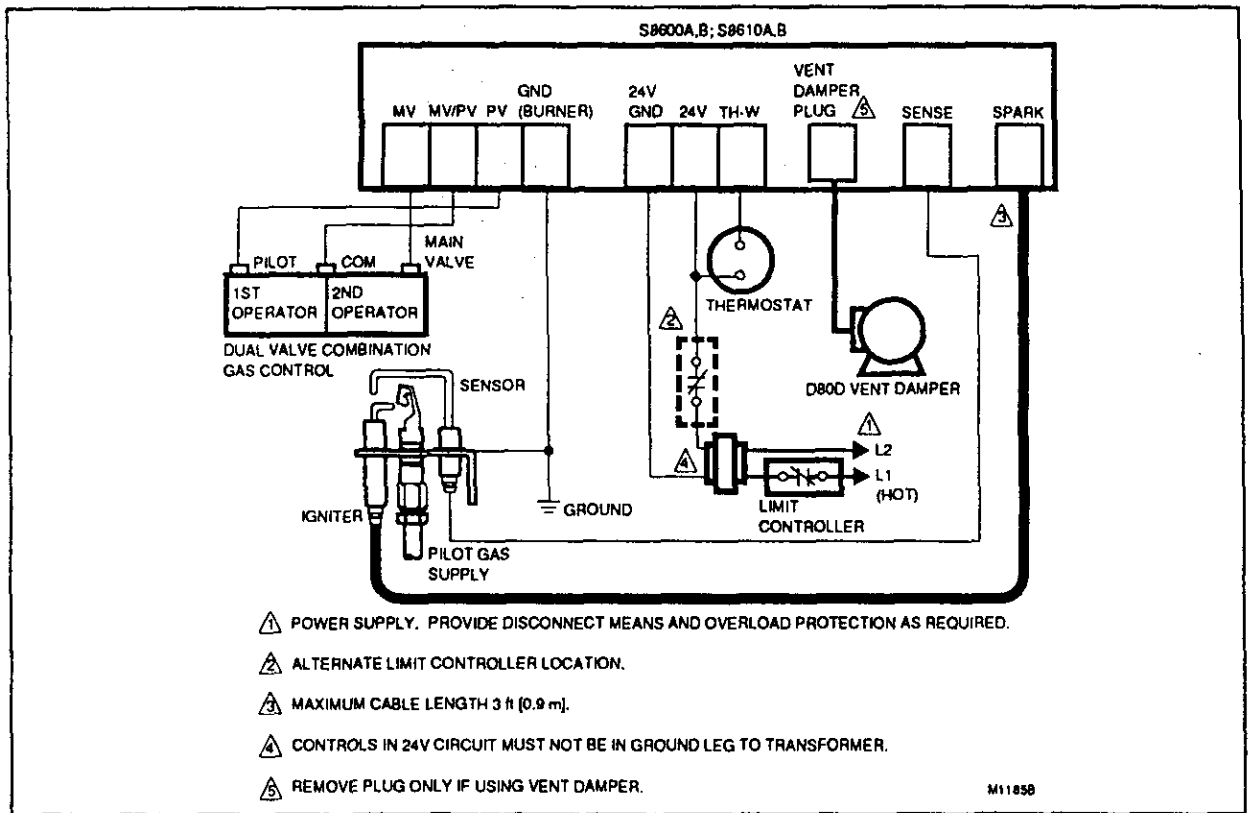 S8600A,B; S8610A,B
MV MV/PV PV GND (BURNER)
24V GND 24V TH-W
VENT DAMPER PLUG 5
SENSE
SPARK
3
MAIN VALVE
PILOT COM
1ST OPERATOR
2ND OPERATOR
DUAL VALVE COMBINATION
GAS CONTROL
THERMOSTAT
2
D80D VENT DAMPER
SENSOR
1
L2
4
L1
(HOT)
LIMIT
CONTROLLER
GROUND
IGNITER
PILOT GAS
SUPPLY
1 POWER SUPPLY. PROVIDE DISCONNECT MEANS AND OVERLOAD PROTECTION AS REQUIRED.
2 ALTERNATE LIMIT CONTROLLER LOCATION.
3 MAXIMUM CABLE LENGTH 3 ft [0.9 m].
4 CONTROLS IN 24V CIRCUIT MUST NOT BE IN GROUND LEG TO TRANSFORMER.
5 REMOVE PLUG ONLY IF USING VENT DAMPER.
M1185B